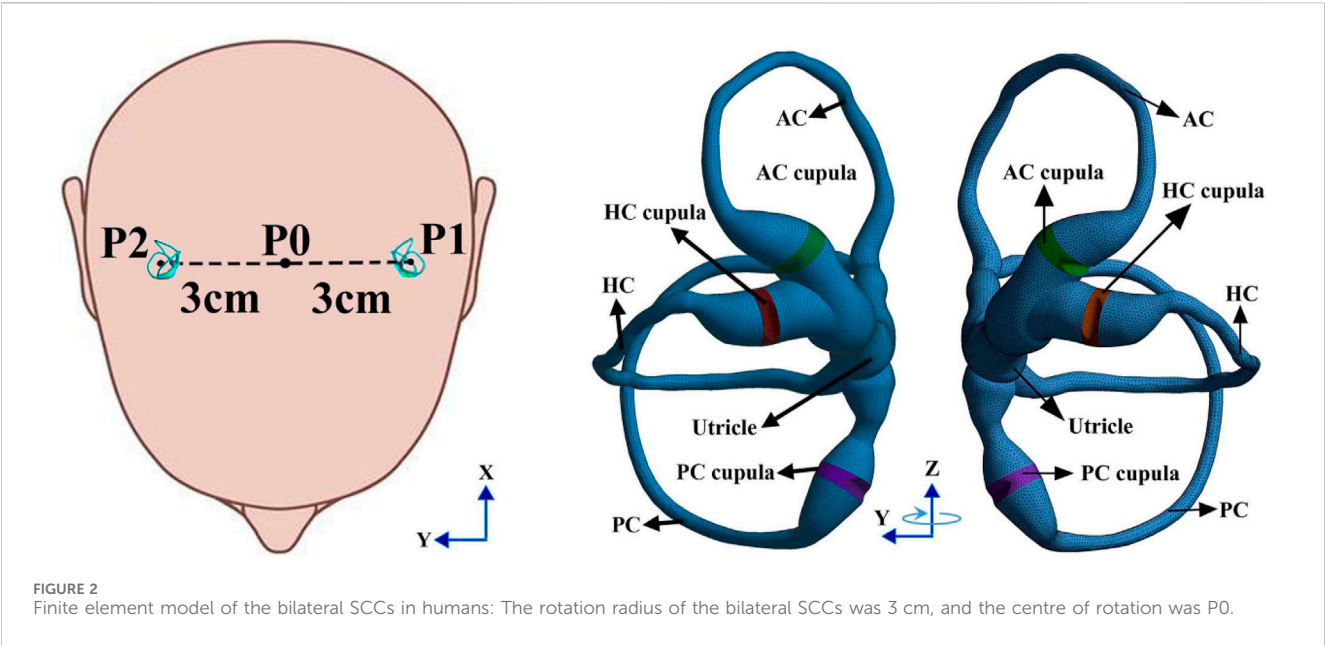 P2
P0
P1
3cm
3cm
X
Y
AC
AC cupula
HC cupula
HC
Utricle
PC cupula
PC
Z
Y
AC
AC cupula
HC cupula
HC
Utricle
PC cupula
PC
FIGURE 2
Finite element model of the bilateral SCCs in humans: The rotation radius of the bilateral SCCs was 3 cm, and the centre of rotation was P0.